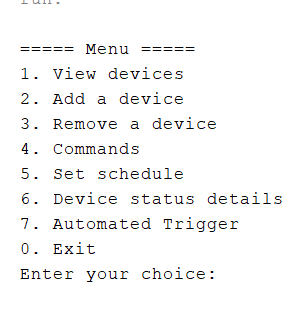 run:
===== Menu =====
1. View devices
2. Add a device
3. Remove a device
4. Commands
5. Set schedule
6. Device status details
7. Automated Trigger
0. Exit
Enter your choice: